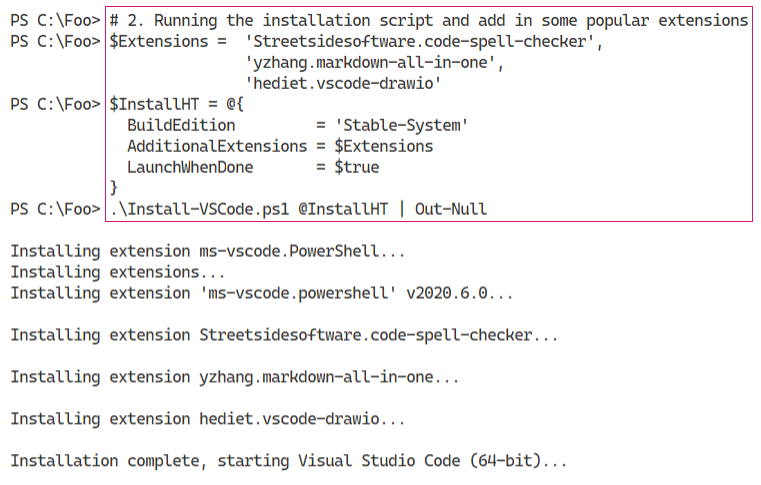 PS C:\Foo> # 2. Running the installation script and add in some popular extensions
PS C:\Foo> $Extensions =  'Streetsidesoftware.code-spell-checker',
                          'yzhang.markdown-all-in-one',
                          'hediet.vscode-drawio'
PS C:\Foo> $InstallHT = @{
             BuildEdition         = 'Stable-System'
             AdditionalExtensions = $Extensions
             LaunchWhenDone       = $true
           }
PS C:\Foo> .\Install-VSCode.ps1 @InstallHT | Out-Null
Installing extension ms-vscode.PowerShell...
Installing extensions...
Installing extension 'ms-vscode.powershell' v2020.6.0...
Installing extension Streetsidesoftware.code-spell-checker...
Installing extension yzhang.markdown-all-in-one...
Installing extension hediet.vscode-drawio...
Installation complete, starting Visual Studio Code (64-bit)...